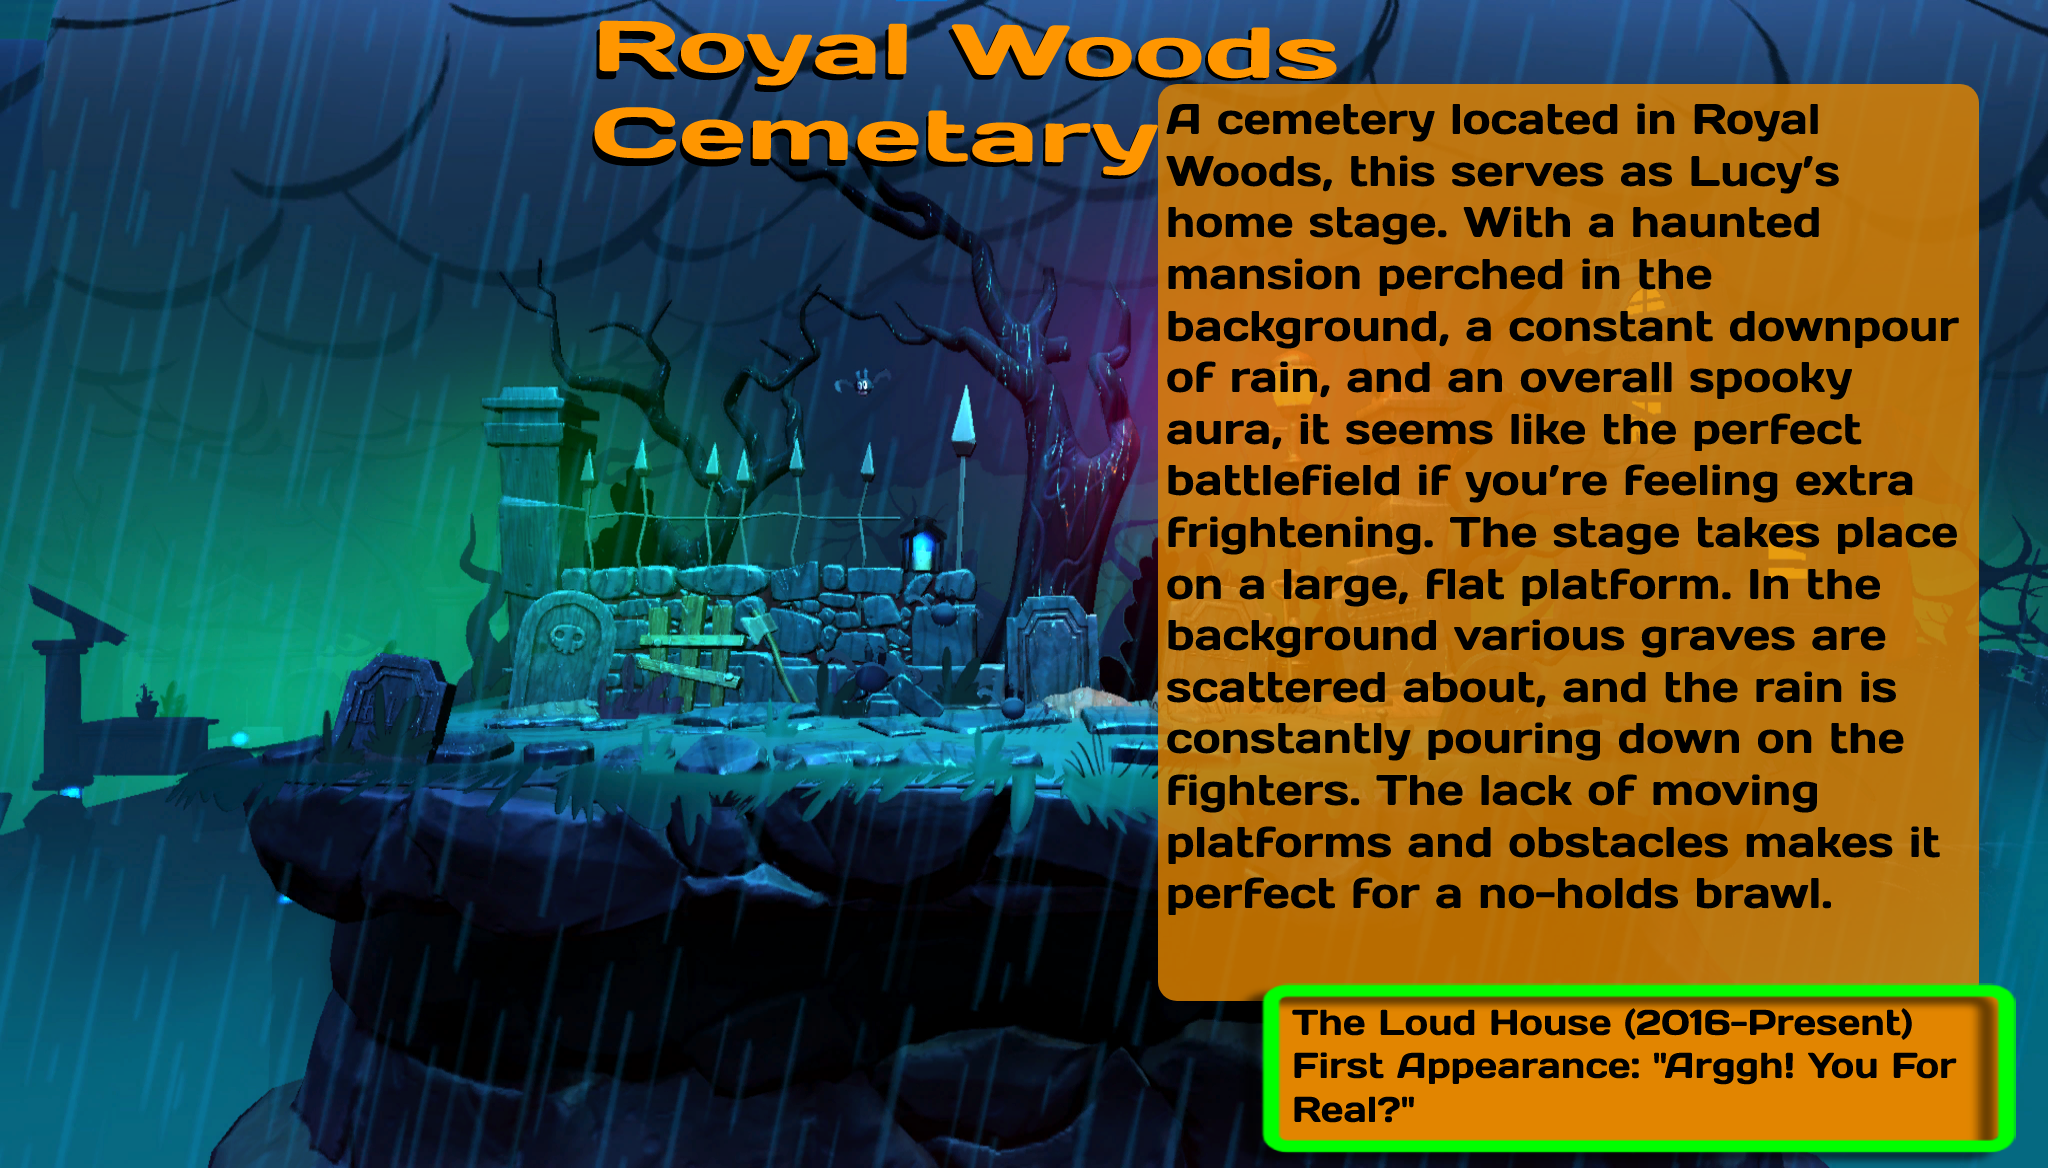 Royal Woods
Cemetary
A cemetery located in Royal
Woods, this serves as Lucy's
home stage. With a haunted
mansion perched in the
background, a constant downpour
of rain, and an overall spooky
aura, it seems like the perfect
battlefield if you're feeling extra
frightening. The stage takes place
on a large, flat platform. In the
background various graves are
scattered about, and the rain is
constantly pouring down on the
fighters. The lack of moving
platforms and obstacles makes it
perfect for a no-holds brawl.
The Loud House (2016-Present)
First Appearance: "Arggh! You For
Real?"